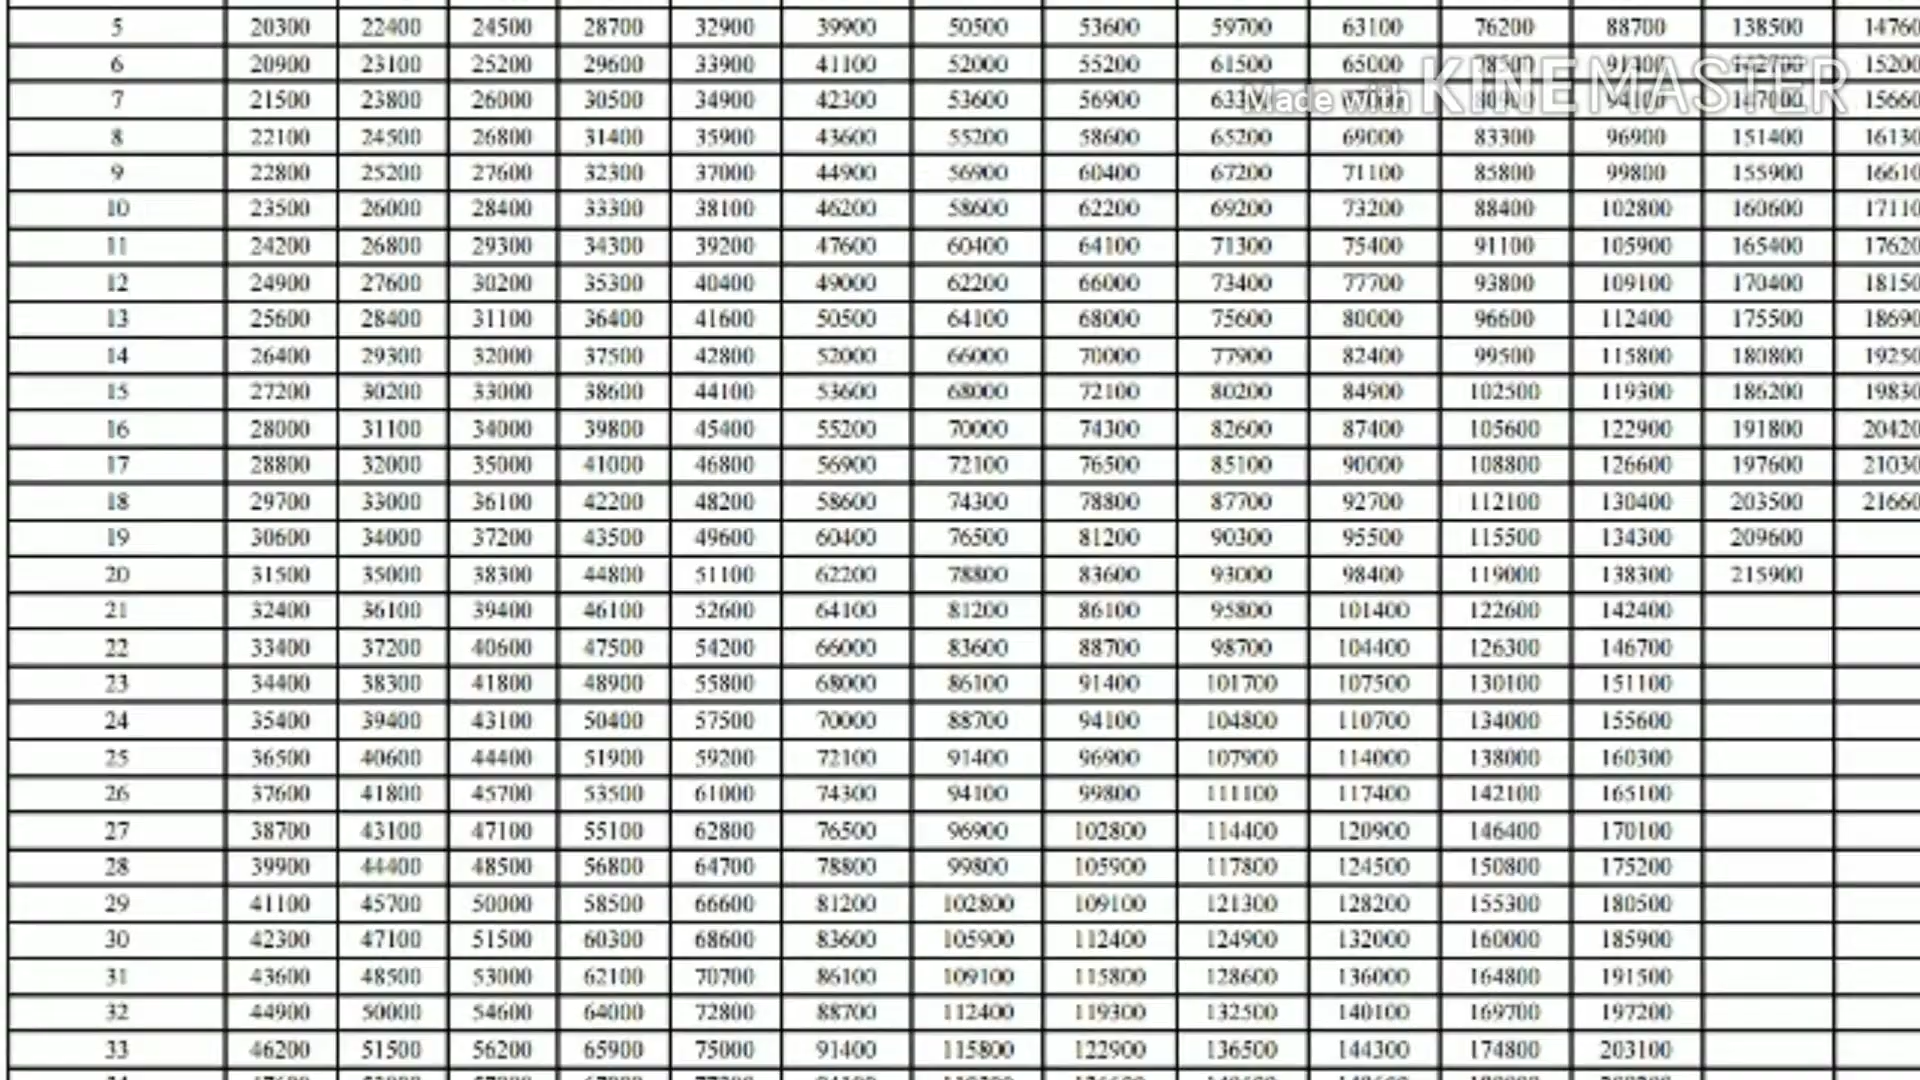 5 20300 22400 24500 28700 32900 39900 50500 53600 59700 63100 76200 88700 138500
6 20900 23100 25200 29600 33900 41100 52000 55200 61500 65000 78500 91400 142700
Made with KINEMASTER
7 21500 23800 26000 30500 34900 42300 53600 56900 63300 67000 80900 94100 147000
8 22100 24500 26800 31400 35900 43600 55200 58600 65200 69000 83300 96900 151400
9 22800 25200 27600 32300 37000 44900 56900 60400 67200 71100 85800 99800 155900
10 23500 26000 28400 33300 38100 46200 58600 62200 69200 73200 88400 102800 160600
11 24200 26800 29300 34300 39200 47600 60400 64100 71300 75400 91100 105900 165400
12 24900 27600 30200 35300 40400 49000 62200 66000 73400 77700 93800 109100 170400
13 25600 28400 31100 36400 41600 50500 64100 68000 75600 80000 96600 112400 175500
14 26400 29300 32000 37500 42800 52000 66000 70000 77900 82400 99500 115800 180800
15 27200 30200 33000 38600 44100 53600 68000 72100 80200 84900 102500 119300 186200
16 28000 31100 34000 39800 45400 55200 70000 74300 82600 87400 105600 122900 191800
17 28800 32000 35000 41000 46800 56900 72100 76500 85100 90000 108800 126600 197600
18 29700 33000 36100 42200 48200 58600 74300 78800 87700 92700 112100 130400 203500
19 30600 34000 37200 43500 49600 60400 76500 81200 90300 95500 115500 134300 209600
20 31500 35000 38300 44800 51100 62200 78800 83600 93000 98400 119000 138300 215900
21 32400 36100 39400 46100 52600 64100 81200 86100 95800 101400 122600 142400
22 33400 37200 40600 47500 54200 66000 83600 88700 98700 104400 126300 146700
23 34400 38300 41800 48900 55800 68000 86100 91400 101700 107500 130100 151100
24 35400 39400 43100 50400 57500 70000 88700 94100 104800 110700 134000 155600
25 36500 40600 44400 51900 59200 72100 91400 96900 107900 114000 138000 160300
26 37600 41800 45700 53500 61000 74300 94100 99800 111100 117400 142100 165100
27 38700 43100 47100 55100 62800 76500 96900 102800 114400 120900 146400 170100
28 39900 44400 48500 56800 64700 78800 99800 105900 117800 124500 150800 175200
29 41100 45700 50000 58500 66600 81200 102800 109100 121300 128200 155300 180500
30 42300 47100 51500 60300 68600 83600 105900 112400 124900 132000 160000 185900
31 43600 48500 53000 62100 70700 86100 109100 115800 128600 136000 164800 191500
32 44900 50000 54600 64000 72800 88700 112400 119300 132500 140100 169700 197200
33 46200 51500 56200 65900 75000 91400 115800 122900 136500 144300 174800 203100